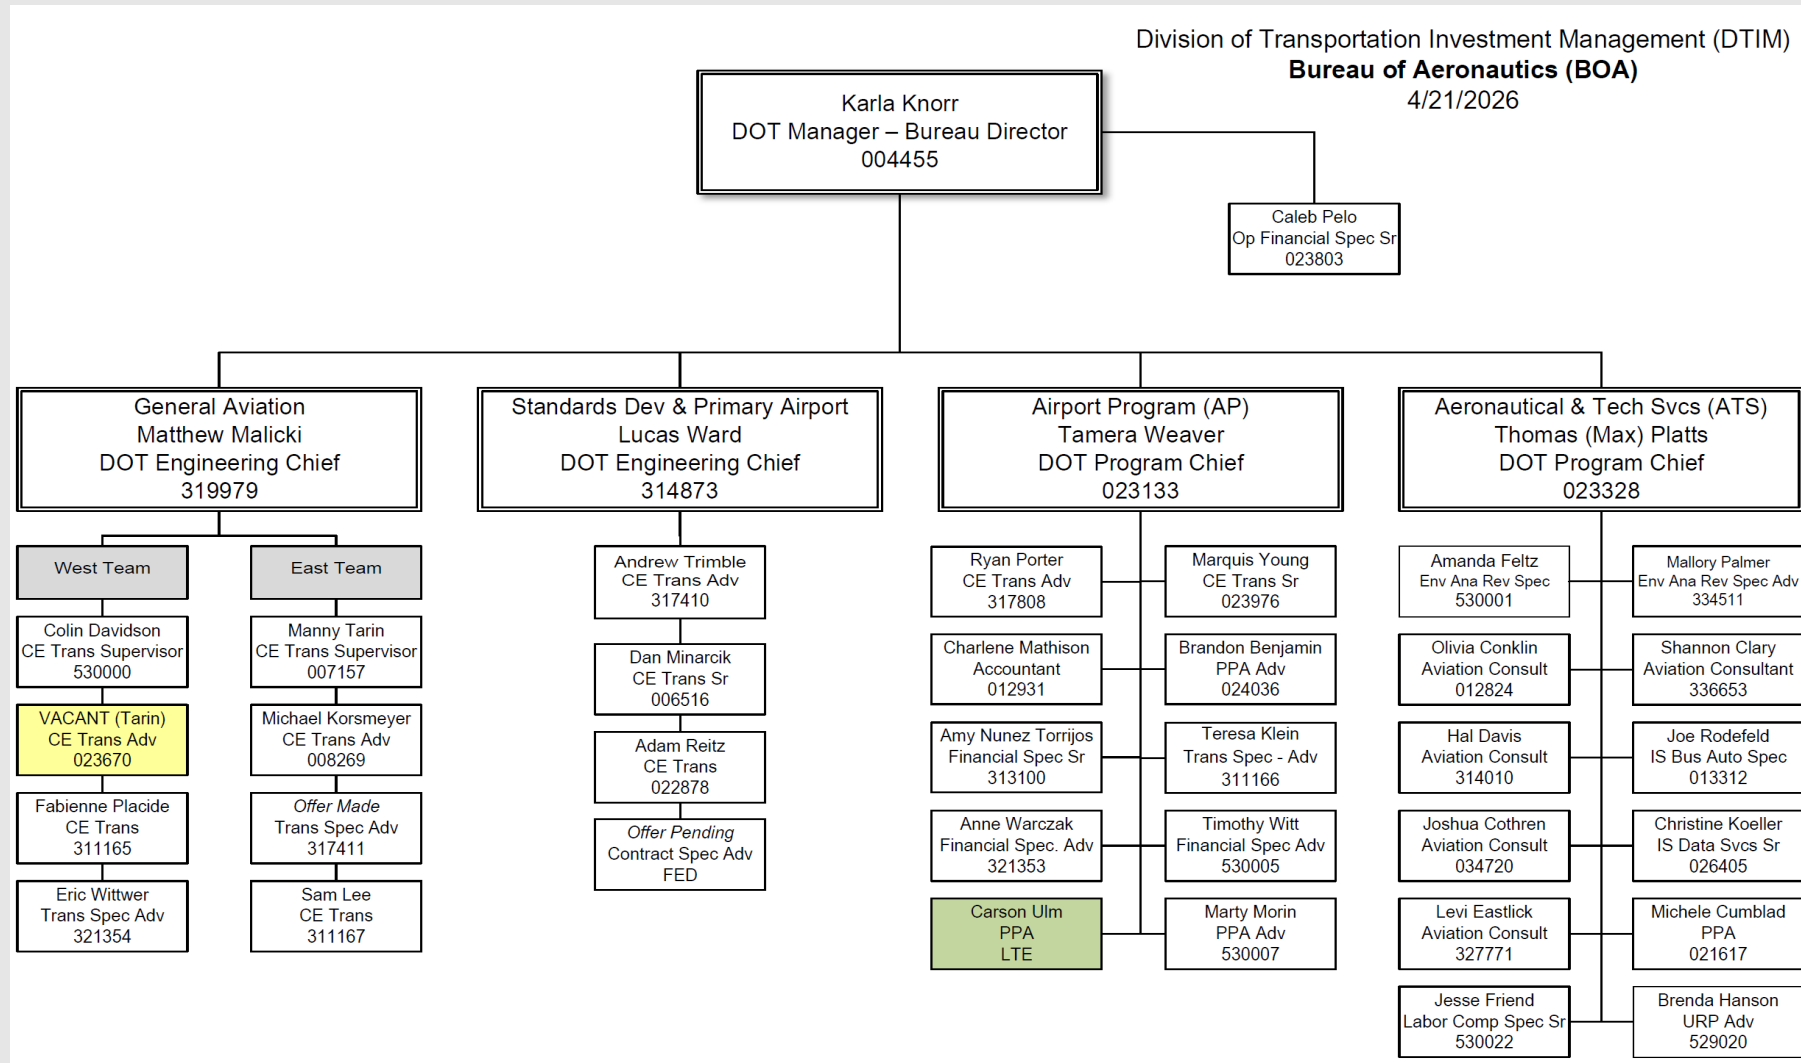 Division of Transportation Investment Management (DTIM)
Bureau of Aeronautics (BOA)
4/21/2026
Karla Knorr
DOT Manager – Bureau Director
004455
Caleb Pelo
Op Financial Spec Sr
023803
General Aviation
Matthew Malicki
DOT Engineering Chief
319979
Standards Dev & Primary Airport
Lucas Ward
DOT Engineering Chief
314873
Airport Program (AP)
Tamera Weaver
DOT Program Chief
023133
Aeronautical & Tech Svcs (ATS)
Thomas (Max) Platts
DOT Program Chief
023328
West Team
Colin Davidson
CE Trans Supervisor
530000
VACANT (Tarin)
CE Trans Adv
023670
Fabienne Placide
CE Trans
311165
Eric Wittwer
Trans Spec Adv
321354
East Team
Manny Tarin
CE Trans Supervisor
007157
Michael Korsmeyer
CE Trans Adv
008269
Offer Made
Trans Spec Adv
317411
Sam Lee
CE Trans
311167
Andrew Trimble
CE Trans Adv
317410
Dan Minarcik
CE Trans Sr
006516
Adam Reitz
CE Trans
022878
Offer Pending
Contract Spec Adv
FED
Ryan Porter
CE Trans Adv
317808
Marquis Young
CE Trans Sr
023976
Charlene Mathison
Accountant
012931
Brandon Benjamin
PPA Adv
024036
Amy Nunez Torrijos
Financial Spec Sr
313100
Teresa Klein
Trans Spec - Adv
311166
Anne Warczak
Financial Spec. Adv
321353
Timothy Witt
Financial Spec Adv
530005
Carson Ulm
PPA
LTE
Marty Morin
PPA Adv
530007
Amanda Feltz
Env Ana Rev Spec
530001
Mallory Palmer
Env Ana Rev Spec Adv
334511
Olivia Conklin
Aviation Consult
012824
Shannon Clary
Aviation Consultant
336653
Hal Davis
Aviation Consult
314010
Joe Rodefeld
IS Bus Auto Spec
013312
Joshua Cothren
Aviation Consult
034720
Christine Koeller
IS Data Svcs Sr
026405
Levi Eastlick
Aviation Consult
327771
Michele Cumblad
PPA
021617
Jesse Friend
Labor Comp Spec Sr
530022
Brenda Hanson
URP Adv
529020